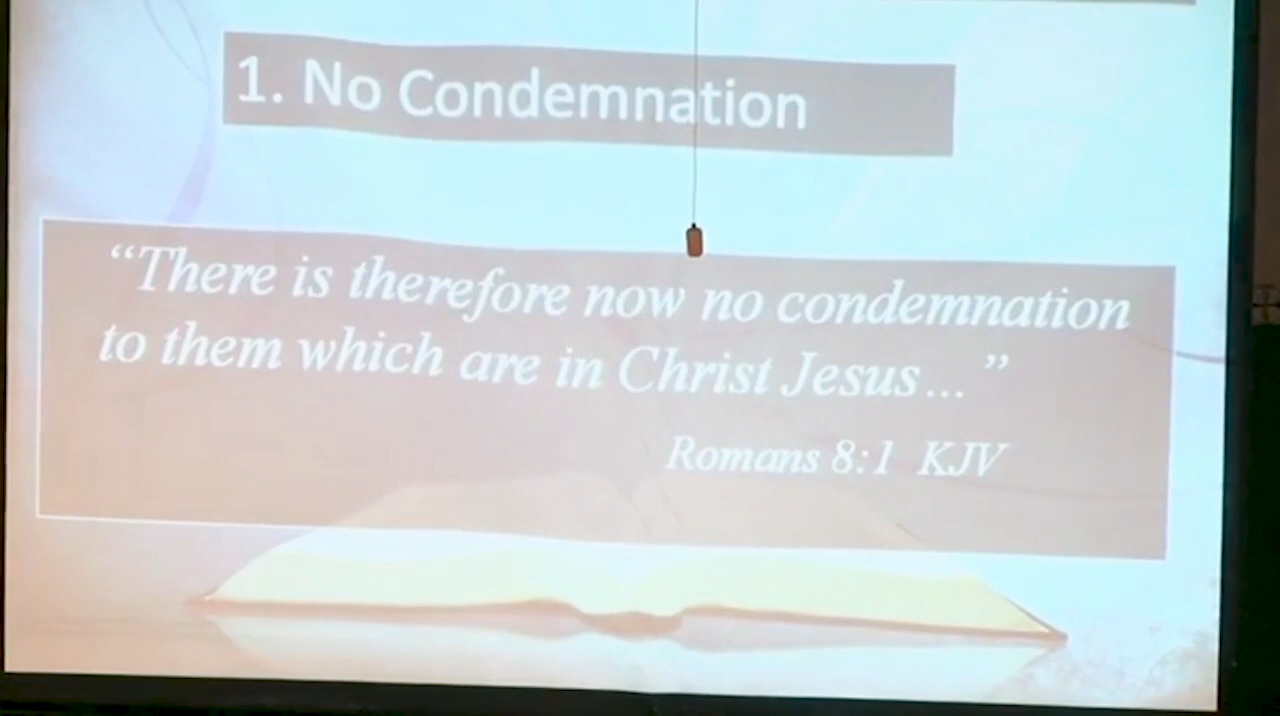 1. No Condemnation
“There is therefore now no condemnation
to them which are in Christ Jesus... ”
Romans 8:1 KJV